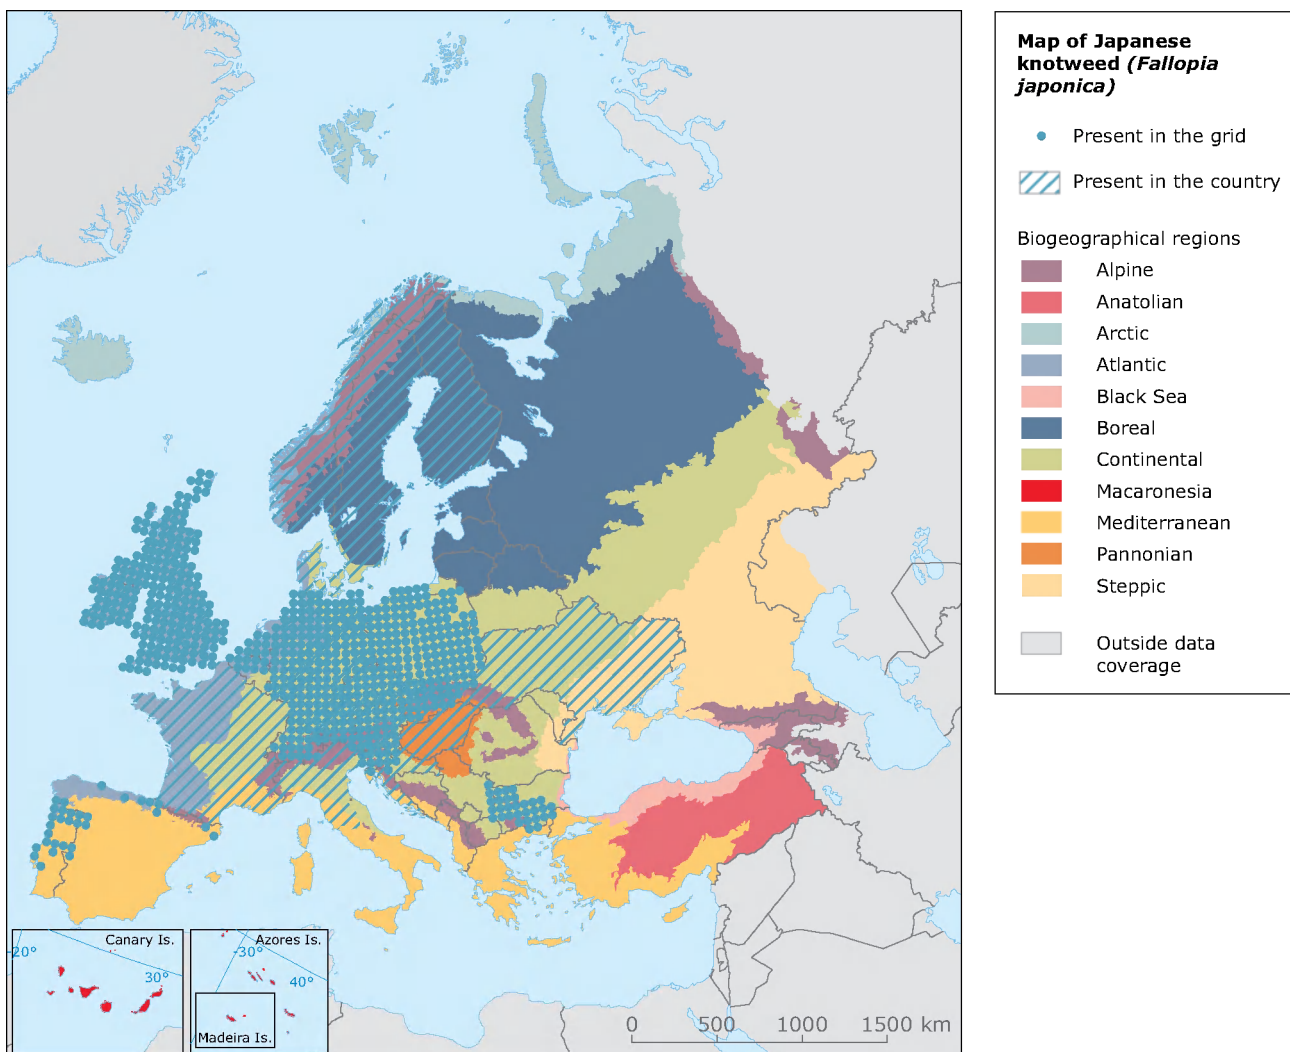 Map of Japanese
knotweed (Fallopia
japonica)
Present in the grid
Present in the country
Biogeographical regions
Alpine
Anatolian
Arctic
Atlantic
Black Sea
Boreal
Continental
Macaronesia
Mediterranean
Pannonian
Steppic
Outside data
coverage
Canary Is.
-20°
30°
Azores Is.
-30°
40°
Madeira Is.
0 500 1000 1500 km